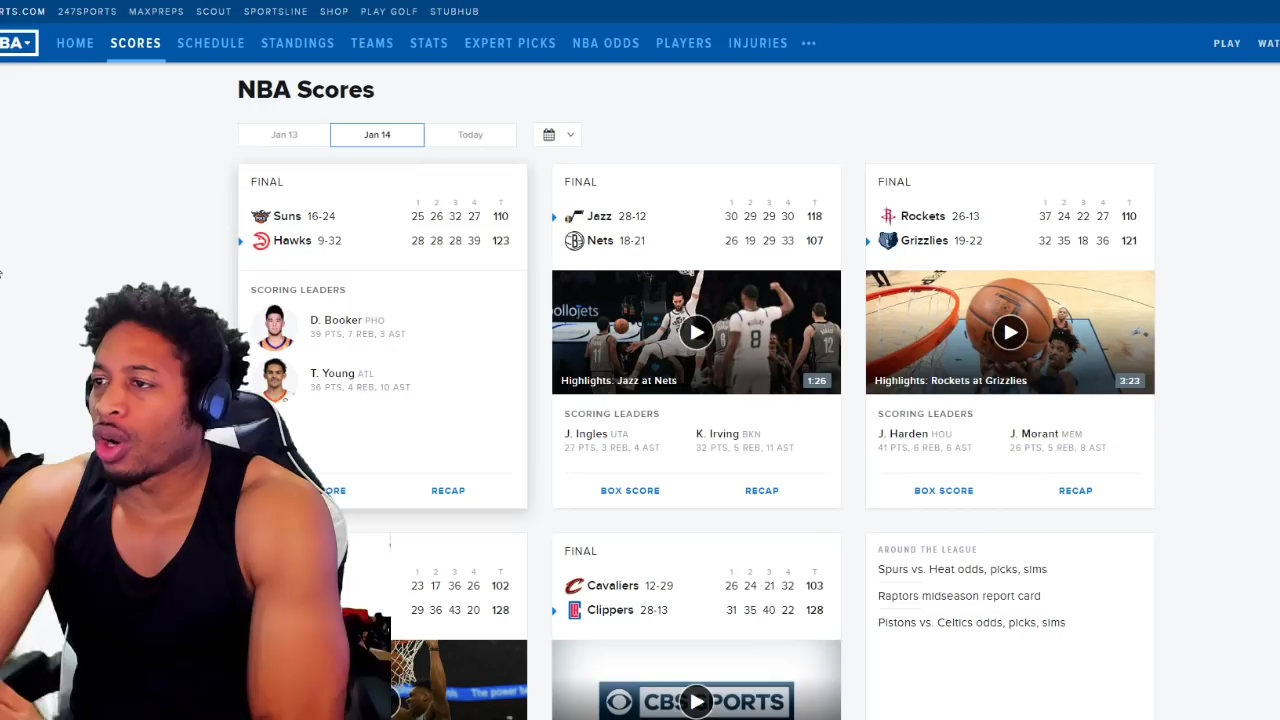 RTS.COM 247SPORTS MAXPREPS SCOUT SPORTSLINE SHOP PLAY GOLF STUBHUB
BA HOME SCORES SCHEDULE STANDINGS TEAMS STATS EXPERT PICKS NBA ODDS PLAYERS INJURIES ••• PLAY WAT
NBA Scores
Jan 13 Jan 14 Today
FINAL
1 2 3 4 T
Suns 16-24 25 26 32 27 110
Hawks 9-32 28 28 28 39 123
SCORING LEADERS
D. Booker PHO
39 PTS, 7 REB, 3 AST
T. Young ATL
36 PTS, 4 REB, 10 AST
ORE RECAP
FINAL
1 2 3 4 T
Jazz 28-12 30 29 29 30 118
Nets 18-21 26 19 29 33 107
olloJets
8
11
12
Highlights: Jazz at Nets 1:26
SCORING LEADERS
J. Ingles UTA K. Irving BKN
27 PTS, 3 REB, 4 AST 32 PTS, 5 REB, 11 AST
BOX SCORE RECAP
FINAL
1 2 3 4 T
Rockets 26-13 37 24 22 27 110
Grizzlies 19-22 32 35 18 36 121
Highlights: Rockets at Grizzlies 3:23
SCORING LEADERS
J. Harden HOU J. Morant MEM
41 PTS, 6 REB, 6 AST 26 PTS, 5 REB, 8 AST
BOX SCORE RECAP
1 2 3 4 T
23 17 36 26 102
29 36 43 20 128
The power
FINAL
1 2 3 4 T
Cavaliers 12-29 26 24 21 32 103
Clippers 28-13 31 35 40 22 128
CBS SPORTS
AROUND THE LEAGUE
Spurs vs. Heat odds, picks, sims
Raptors midseason report card
Pistons vs. Celtics odds, picks, sims